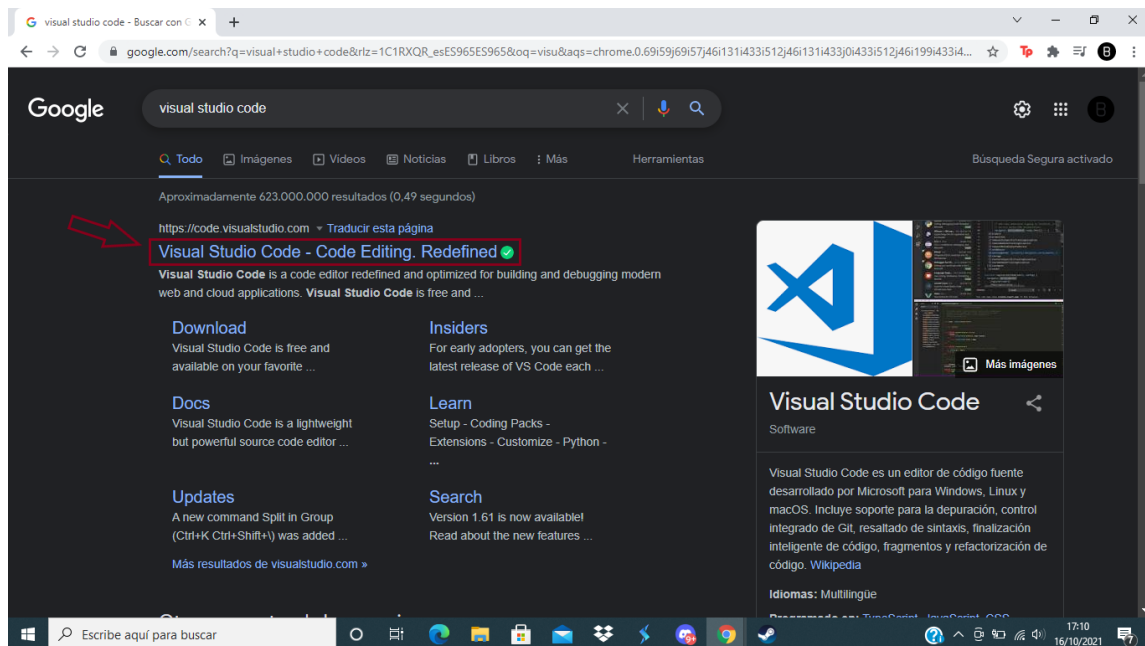 visual studio code - Buscar con G
google.com/search?q=visual+studio+code&rlz=1C1RXQR_esES965ES965&oq=visu&aqs=chrome.0.69i59j69i57j46i131i433i512j46i131i433j0i433i512j46i199i433i4...
Tp
B
Google
visual studio code
B
Todo Imágenes Vídeos Noticias Libros Más Herramientas Búsqueda Segura activado
Aproximadamente 623.000.000 resultados (0,49 segundos)
https://code.visualstudio.com Traducir esta página
Visual Studio Code - Code Editing. Redefined
Visual Studio Code is a code editor redefined and optimized for building and debugging modern
web and cloud applications. Visual Studio Code is free and ...
Download
Visual Studio Code is free and
available on your favorite ...
Insiders
For early adopters, you can get the
latest release of VS Code each ...
Docs
Visual Studio Code is a lightweight
but powerful source code editor ...
Learn
Setup - Coding Packs -
Extensions - Customize - Python -
...
Updates
A new command Split in Group
(Ctrl+K Ctrl+Shift+\) was added ...
Search
Version 1.61 is now available!
Read about the new features ...
Más resultados de visualstudio.com »
Más imágenes
Visual Studio Code
Software
Visual Studio Code es un editor de código fuente
desarrollado por Microsoft para Windows, Linux y
macOS. Incluye soporte para la depuración, control
integrado de Git, resaltado de sintaxis, finalización
inteligente de código, fragmentos y refactorización de
código. Wikipedia
Idiomas: Multilingüe
Programado en: TypeScript, JavaScript, CSS
Escribe aquí para buscar
17:10
16/10/2021
7